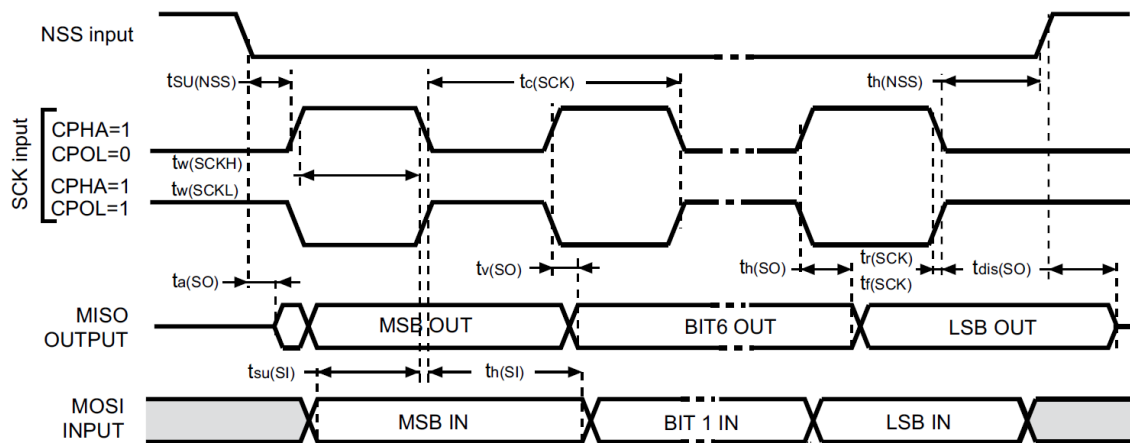 NSS input
tSU(NSS)
tc(SCK)
th(NSS)
SCK input
CPHA=1
CPOL=0
tw(SCKH)
CPHA=1
tw(SCKL)
CPOL=1
ta(SO)
tv(SO)
th(SO)
tr(SCK)
tf(SCK)
tdis(SO)
MISO
OUTPUT
MSB OUT
BIT6 OUT
LSB OUT
tsu(SI)
th(SI)
MOSI
INPUT
MSB IN
BIT 1 IN
LSB IN